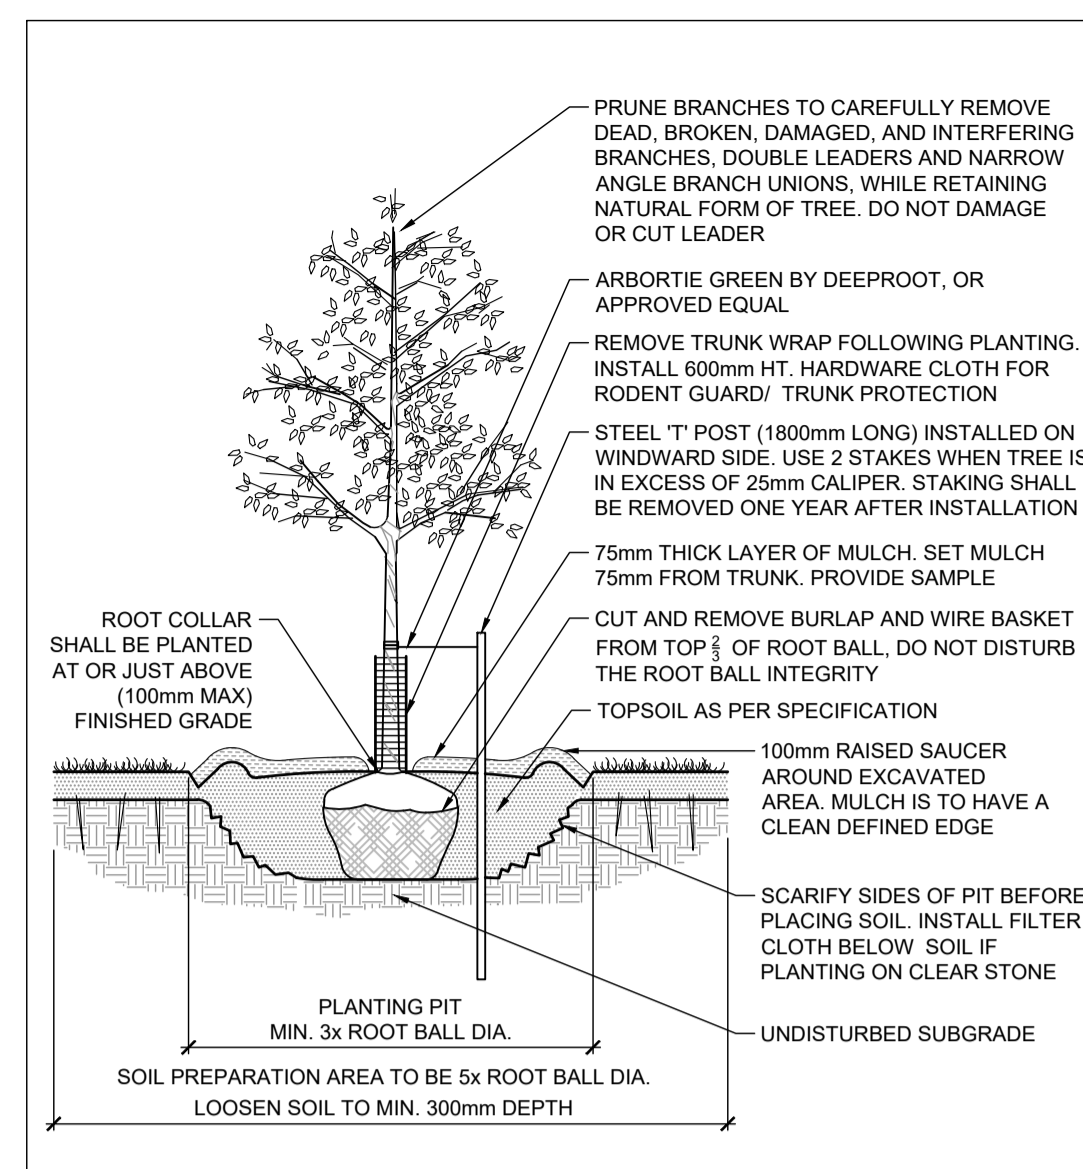 PRUNE BRANCHES TO CAREFULLY REMOVE
DEAD, BROKEN, DAMAGED, AND INTERFERING
BRANCHES, DOUBLE LEADERS AND NARROW
ANGLE BRANCH UNIONS, WHILE RETAINING
NATURAL FORM OF TREE. DO NOT DAMAGE
OR CUT LEADER
ARBORTIE GREEN BY DEEPROOT, OR
APPROVED EQUAL
REMOVE TRUNK WRAP FOLLOWING PLANTING.
INSTALL 600mm HT. HARDWARE CLOTH FOR
RODENT GUARD/ TRUNK PROTECTION
STEEL 'T' POST (1800mm LONG) INSTALLED ON
WINDWARD SIDE. USE 2 STAKES WHEN TREE IS
IN EXCESS OF 25mm CALIPER. STAKING SHALL
BE REMOVED ONE YEAR AFTER INSTALLATION
75mm THICK LAYER OF MULCH. SET MULCH
75mm FROM TRUNK. PROVIDE SAMPLE
CUT AND REMOVE BURLAP AND WIRE BASKET
FROM TOP 2/3 OF ROOT BALL, DO NOT DISTURB
THE ROOT BALL INTEGRITY
TOPSOIL AS PER SPECIFICATION
ROOT COLLAR
SHALL BE PLANTED
AT OR JUST ABOVE
(100mm MAX)
FINISHED GRADE
100mm RAISED SAUCER
AROUND EXCAVATED
AREA. MULCH IS TO HAVE A
CLEAN DEFINED EDGE
SCARIFY SIDES OF PIT BEFORE
PLACING SOIL. INSTALL FILTER
CLOTH BELOW SOIL IF
PLANTING ON CLEAR STONE
UNDISTURBED SUBGRADE
PLANTING PIT
MIN. 3x ROOT BALL DIA.
SOIL PREPARATION AREA TO BE 5x ROOT BALL DIA.
LOOSEN SOIL TO MIN. 300mm DEPTH